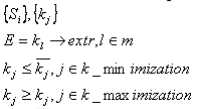 {S_i}, {k_j}
E = k_l → extr, l ∈ m
k_j ≤ \overline{k_j}, j ∈ k _ min imization
k_j ≥ k_j, j ∈ k _ max imization